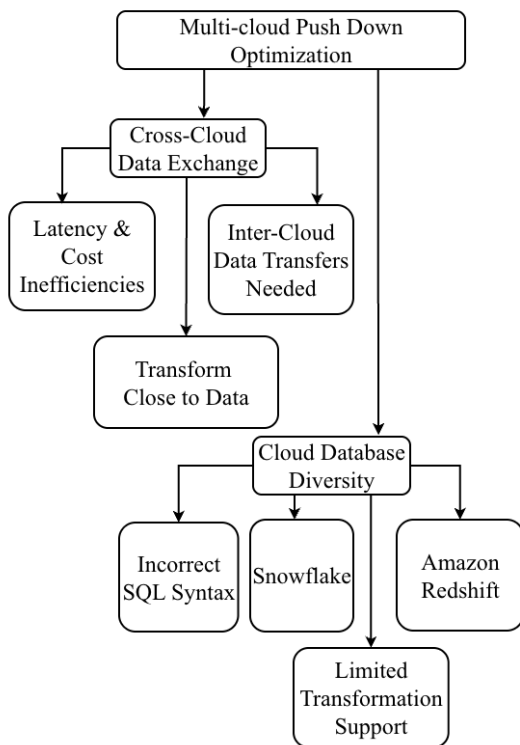 Multi-cloud Push Down
Optimization
Cross-Cloud
Data Exchange
Latency &
Cost
Inefficiencies
Inter-Cloud
Data Transfers
Needed
Transform
Close to Data
Cloud Database
Diversity
Incorrect
SQL Syntax
Snowflake
Amazon
Redshift
Limited
Transformation
Support